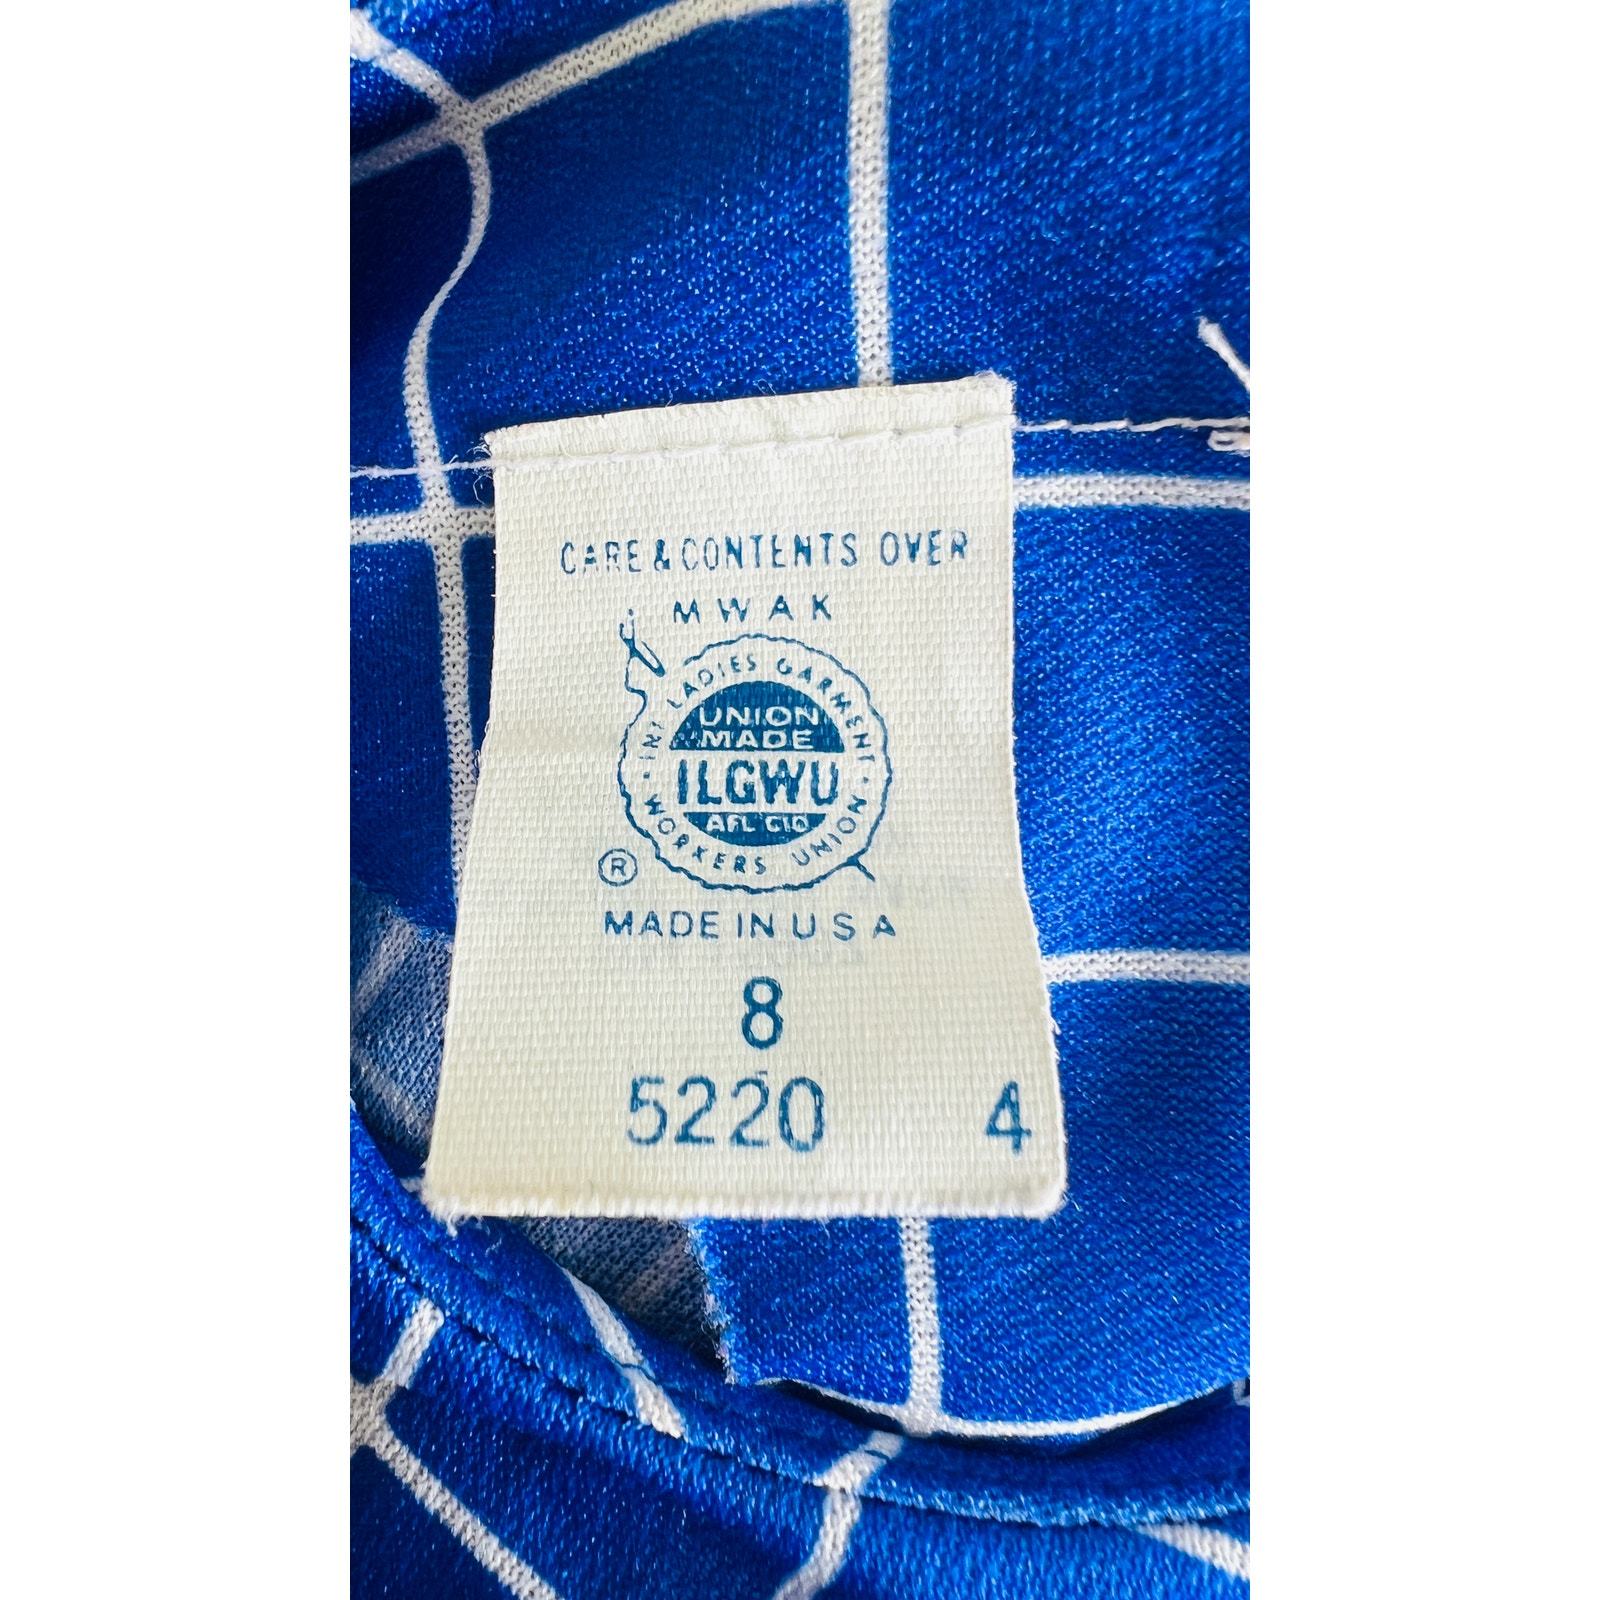 CARE & CONTENTS OVER
MWAK
INT LADIES GARMENT
UNION
MADE
ILGWU
AFL CIO
WORKERS UNION
®
MADE IN U S A
8
5220 4